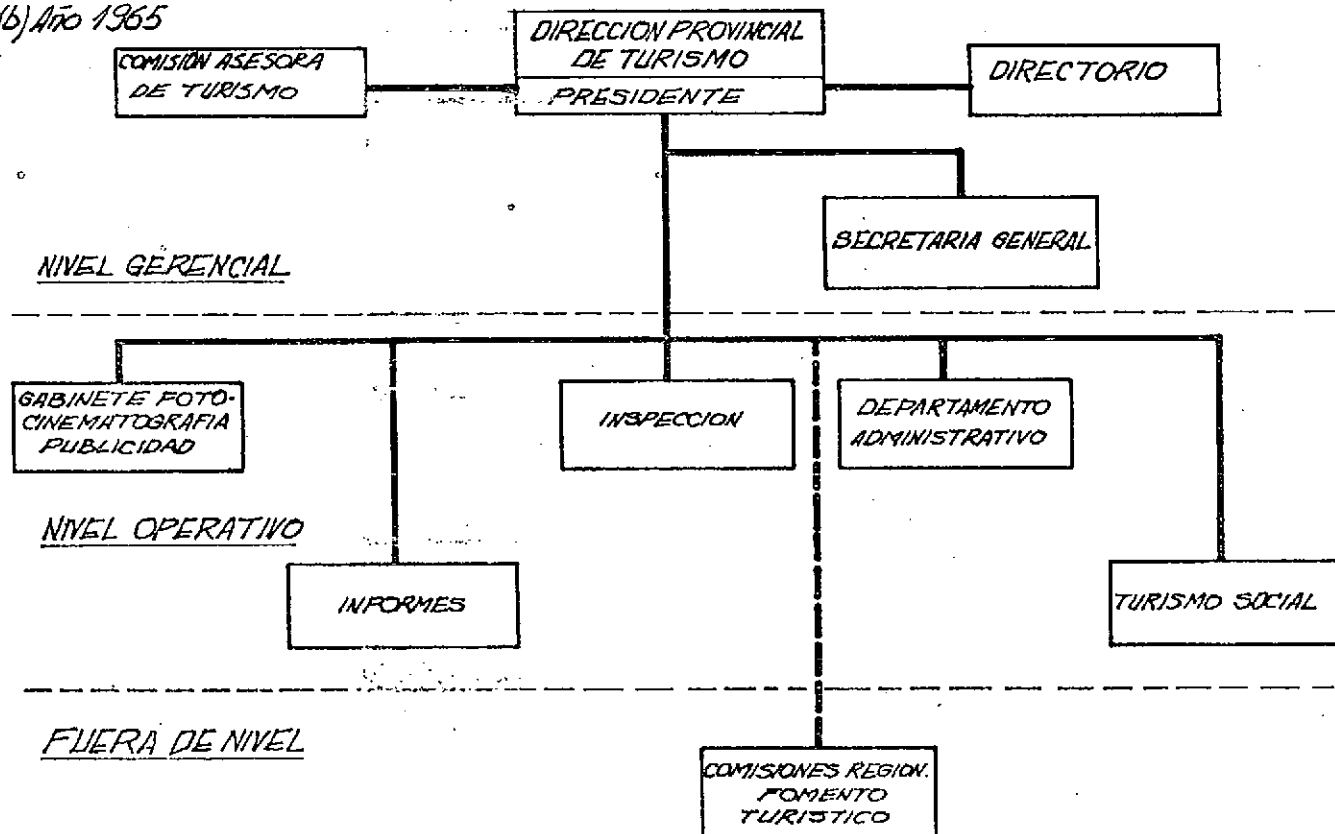 b) Año 1965
COMISIÓN ASESORA
DE TURISMO
DIRECCION PROVINCIAL
DE TURISMO
PRESIDENTE
DIRECTORIO
SECRETARIA GENERAL
NIVEL GERENCIAL
GABINETE FOTO-
CINEMATOGRAFIA
PUBLICIDAD
INSPECCION
DEPARTAMENTO
ADMINISTRATIVO
NIVEL OPERATIVO
INFORMES
TURISMO SOCIAL
FUERA DE NIVEL
COMISIONES REGION.
FOMENTO
TURISTICO